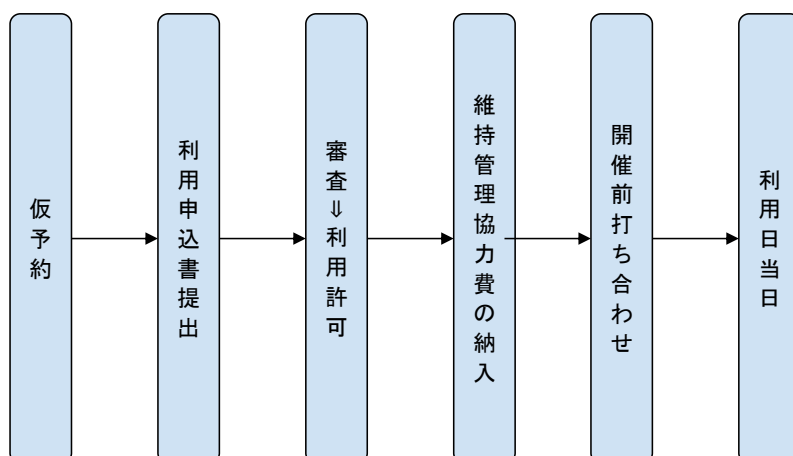 仮予約
利用申込書提出
審査⇓利用許可
維持管理協力費の納入
開催前打ち合わせ
利用日当日